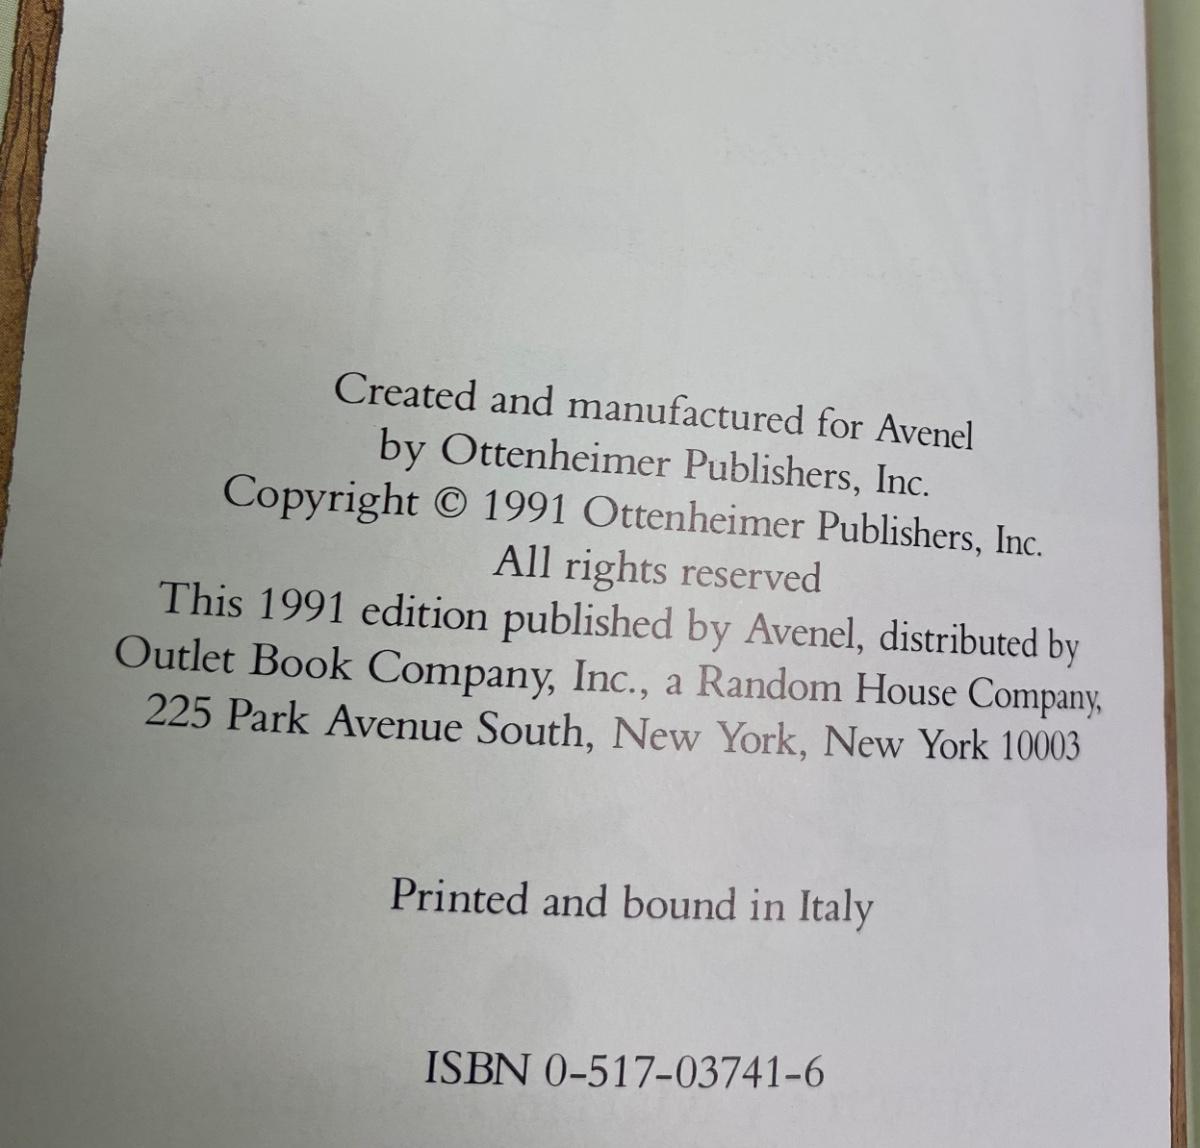 Created and manufactured for Avenel
by Ottenheimer Publishers, Inc.
Copyright © 1991 Ottenheimer Publishers, Inc.
All rights reserved
This 1991 edition published by Avenel, distributed by
Outlet Book Company, Inc., a Random House Company,
225 Park Avenue South, New York, New York 10003
Printed and bound in Italy
ISBN 0-517-03741-6